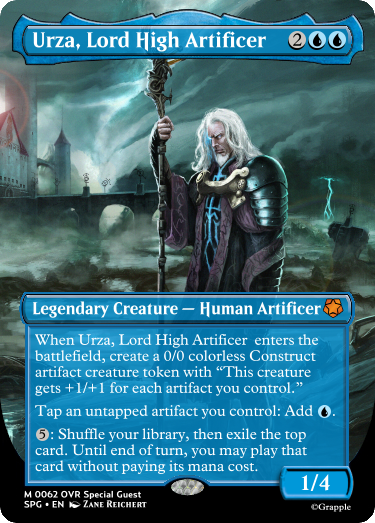 Urza, Lord High Artificer 2
Legendary Creature — Human Artificer
When Urza, Lord High Artificer enters the
battlefield, create a 0/0 colorless Construct
artifact creature token with “This creature
gets +1/+1 for each artifact you control.”
Tap an untapped artifact you control: Add .
5: Shuffle your library, then exile the top
card. Until end of turn, you may play that
card without paying its mana cost.
1/4
M 0062 OVR Special Guest
SPG • EN Zane Reichert
©Grapple